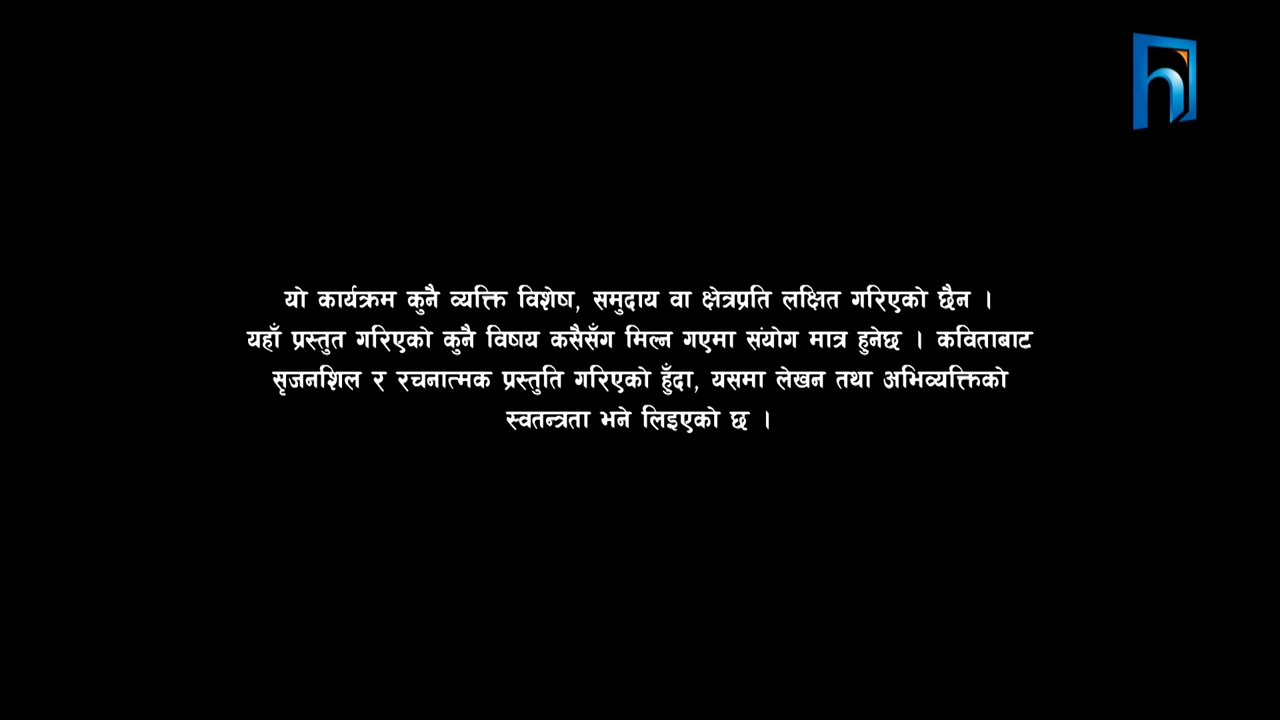 यो कार्यक्रम कुनै व्यक्ति विशेष, समुदाय वा क्षेत्रप्रति लक्षित गरिएको छैन ।
यहाँ प्रस्तुत गरिएको कुनै विषय कसैसँग मिल्न गएमा संयोग मात्र हुनेछ । कविताबाट
सृजनशिल र रचनात्मक प्रस्तुति गरिएको हुँदा, यसमा लेखन तथा अभिव्यक्तिको
स्वतन्त्रता भने लिइएको छ ।